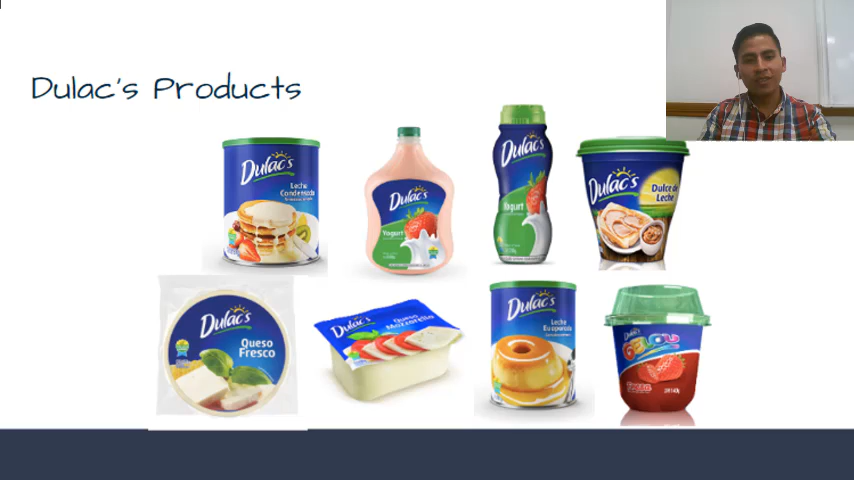 Dulac's Products
Dulac's
Leche
Condensada
Dulac's
Yogurt
Dulac's
Yogurt
Dulac's
Dulce de
Leche
Dulac's
Queso
Fresco
Dulac's
Queso
Mozzarella
Dulac's
Leche
Evaporada
Dulac's